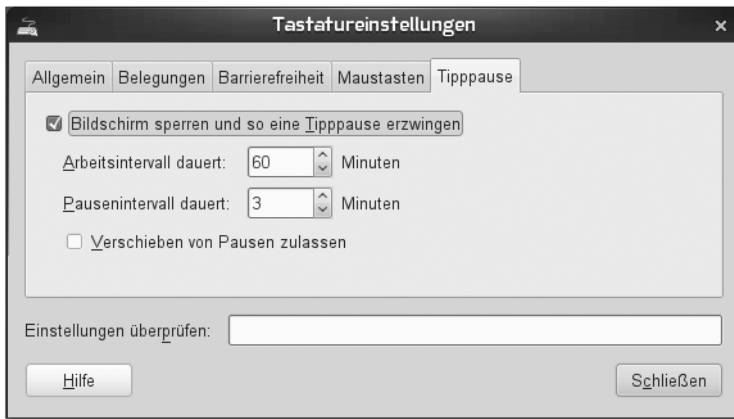 Tastatureinstellungen
Allgemein Belegungen Barrierefreiheit Maustasten Tipppause
Bildschirm sperren und so eine Tipppause erzwingen
Arbeitsintervall dauert: 60 Minuten
Pausenintervall dauert: 3 Minuten
Verschieben von Pausen zulassen
Einstellungen überprüfen:
Hilfe Schließen